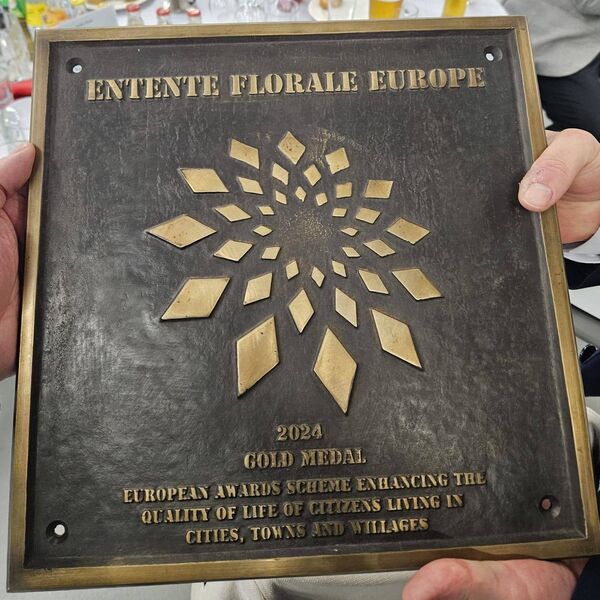 ENTENTE FLORALE EUROPE
2024
GOLD MEDAL
EUROPEAN AWARDS SCHEME ENHANCING THE
QUALITY OF LIFE OF CITIZENS LIVING IN
CITIES, TOWNS AND WILLAGES